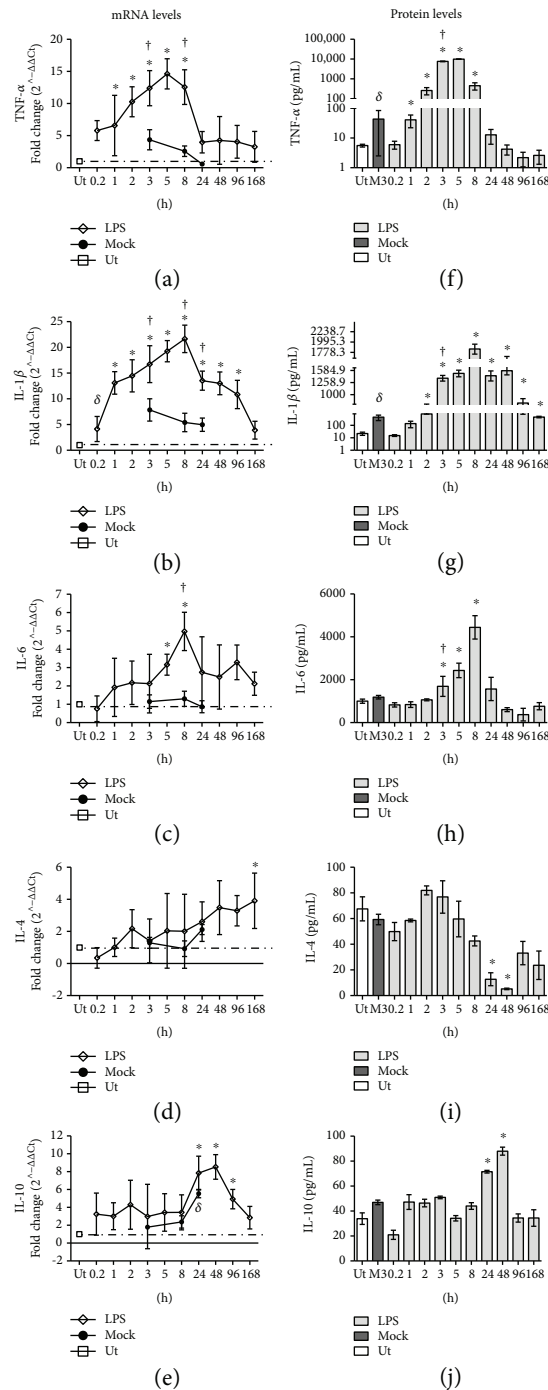 mRNA levels
20
15
10
5
0
TNF-α
Fold change (2^−ΔΔCt)
* * † * * † *
Ut 0.2 1 2 3 5 8 24 48 96 168
(h)
LPS
Mock
Ut
(a)
Protein levels
10,000
1000
100
100
10
1
TNF-α (pg/mL)
δ * * † * * *
Ut M3 0.2 1 2 3 5 8 24 48 96 168
(h)
LPS
Mock
Ut
(f)
25
20
15
10
5
0
IL-1β
Fold change (2^−ΔΔCt)
δ * * † * * † * † * * *
Ut 0.2 1 2 3 5 8 24 48 96 168
(h)
LPS
Mock
Ut
(b)
2238.7
1995.3
1778.3
1584.9
1258.9
1000
100
10
1
IL-1β (pg/mL)
δ * † * * * * * * *
Ut M3 0.2 1 2 3 5 8 24 48 96 168
(h)
LPS
Mock
Ut
(g)
7
6
5
4
3
2
1
0
IL-6
Fold change (2^−ΔΔCt)
* † *
Ut 0.2 1 2 3 5 8 24 48 96 168
(h)
LPS
Mock
Ut
(c)
6000
4000
2000
0
IL-6 (pg/mL)
† * * *
Ut M3 0.2 1 2 3 5 8 24 48 96 168
(h)
LPS
Mock
Ut
(h)
6
4
2
0
-2
IL-4
Fold change (2^−ΔΔCt)
*
Ut 0.2 1 2 3 5 8 24 48 96 168
(h)
LPS
Mock
Ut
(d)
100
80
60
40
20
0
IL-4 (pg/mL)
* *
Ut M3 0.2 1 2 3 5 8 24 48 96 168
(h)
LPS
Mock
Ut
(i)
12
10
8
6
4
2
0
-2
IL-10
Fold change (2^−ΔΔCt)
* * *
δ
Ut 0.2 1 2 3 5 8 24 48 96 168
(h)
LPS
Mock
Ut
(e)
100
80
60
40
20
0
IL-10 (pg/mL)
* *
Ut M3 0.2 1 2 3 5 8 24 48 96 168
(h)
LPS
Mock
Ut
(j)